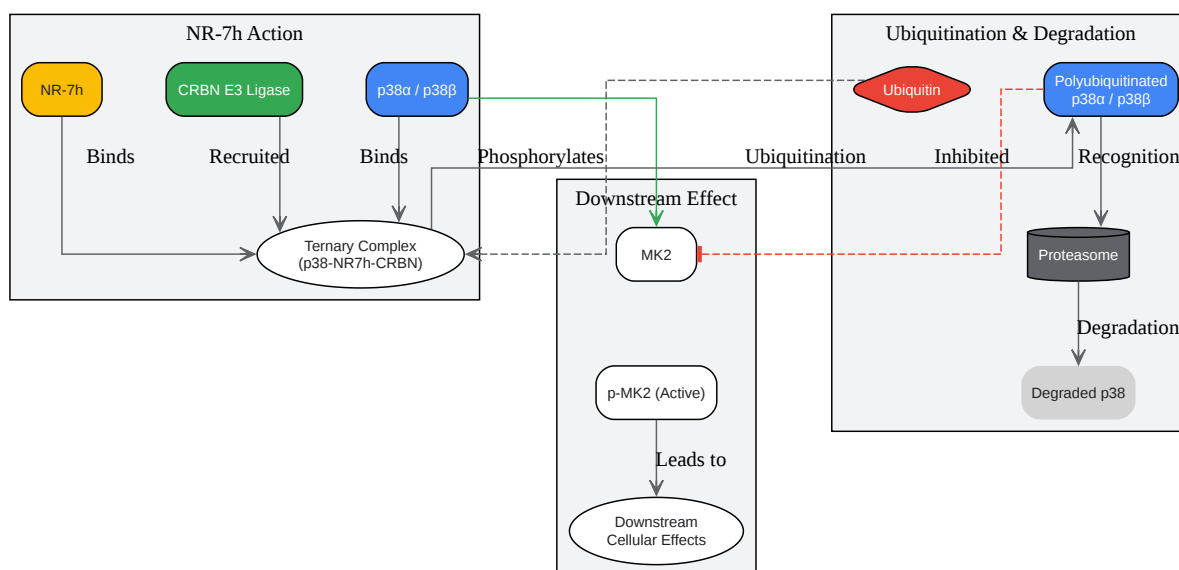 NR-7h Action
Ubiquitination & Degradation
NR-7h
CRBN E3 Ligase
p38α / p38β
Ubiquitin
Polyubiquitinated
p38α / p38β
Binds
Recruited
Binds
Phosphorylates
Ubiquitination
Inhibited
Recognition
Downstream Effect
Ternary Complex
(p38-NR7h-CRBN)
MK2
Proteasome
Degradation
p-MK2 (Active)
Degraded p38
Leads to
Downstream
Cellular Effects